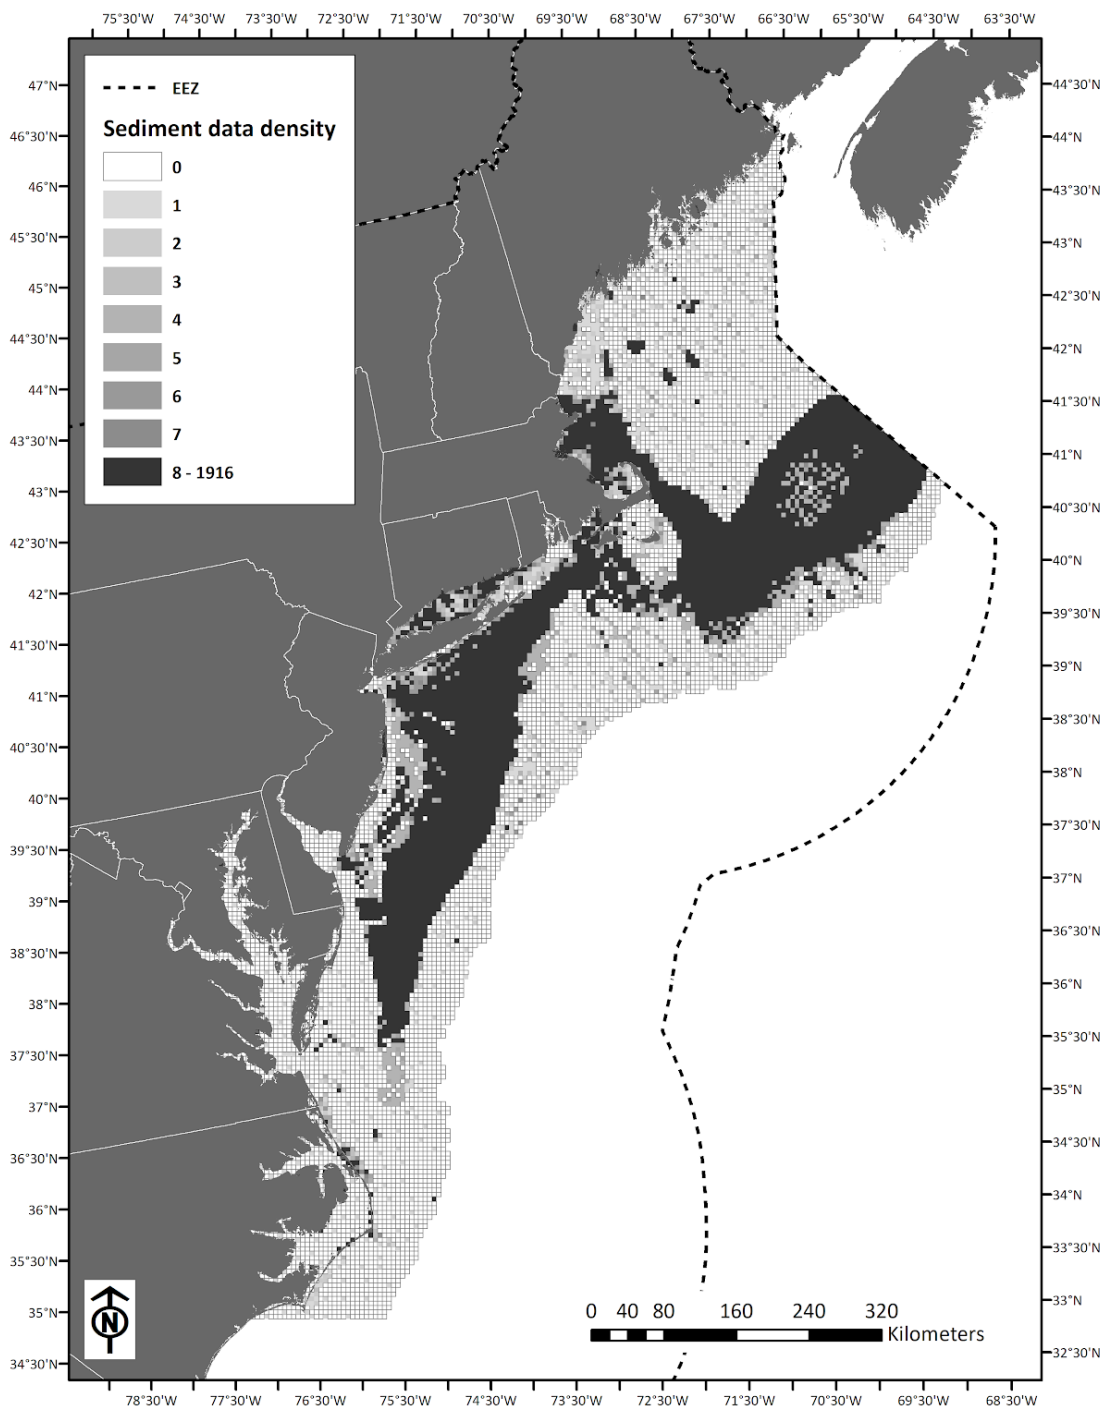 75°30'W 74°30'W 73°30'W 72°30'W 71°30'W 70°30'W 69°30'W 68°30'W 67°30'W 66°30'W 65°30'W 64°30'W 63°30'W
EEZ
Sediment data density
0
1
2
3
4
5
6
7
8 - 1916
47°N
46°30'N
46°N
45°30'N
45°N
44°30'N
44°N
43°30'N
43°N
42°30'N
42°N
41°30'N
41°N
40°30'N
40°N
39°30'N
39°N
38°30'N
38°N
37°30'N
37°N
36°30'N
36°N
35°30'N
35°N
34°30'N
44°30'N
44°N
43°30'N
43°N
42°30'N
42°N
41°30'N
41°N
40°30'N
40°N
39°30'N
39°N
38°30'N
38°N
37°30'N
37°N
36°30'N
36°N
35°30'N
35°N
34°30'N
34°N
33°30'N
33°N
32°30'N
N
0 40 80 160 240 320
Kilometers
78°30'W 77°30'W 76°30'W 75°30'W 74°30'W 73°30'W 72°30'W 71°30'W 70°30'W 69°30'W 68°30'W